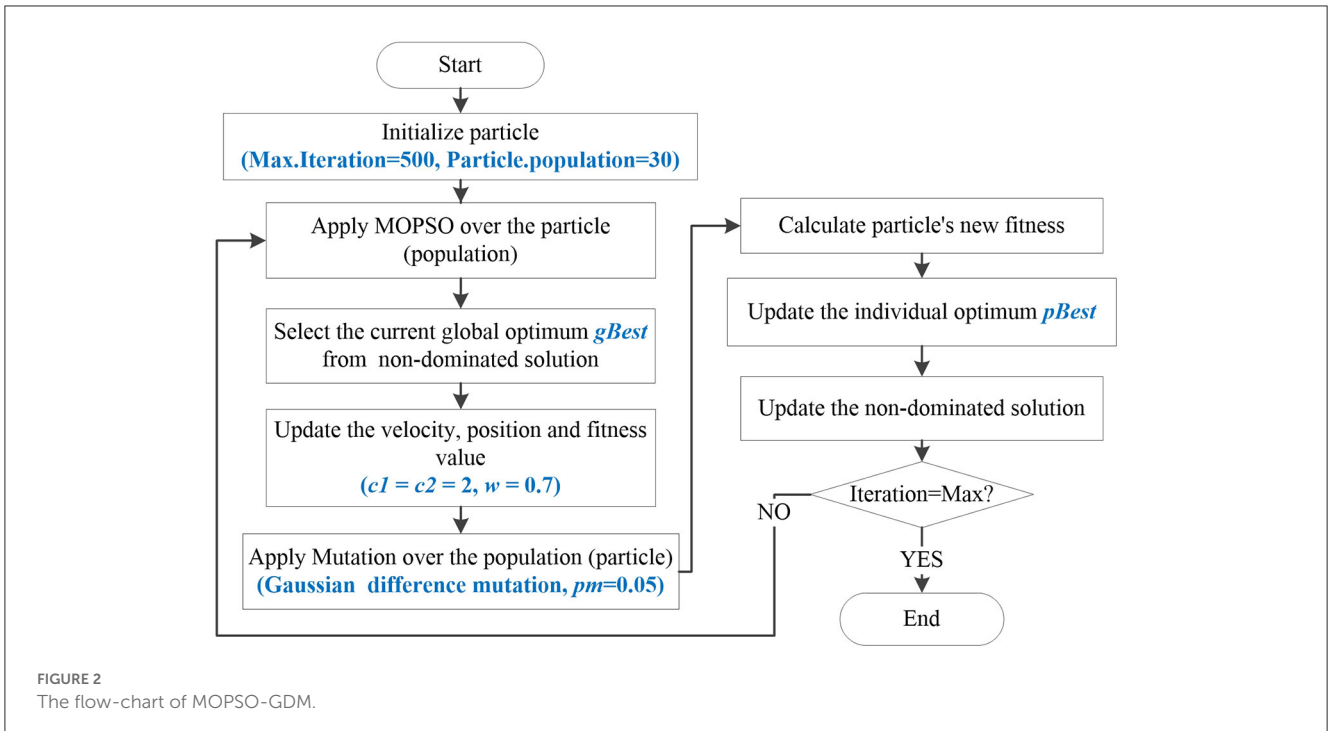 Start
Initialize particle
(Max.Iteration=500, Particle.population=30)
Apply MOPSO over the particle
(population)
Select the current global optimum gBest
from non-dominated solution
Update the velocity, position and fitness
value
(c1 = c2 = 2, w = 0.7)
Apply Mutation over the population (particle)
(Gaussian difference mutation, pm=0.05)
Calculate particle's new fitness
Update the individual optimum pBest
Update the non-dominated solution
Iteration=Max?
NO
YES
End
FIGURE 2
The flow-chart of MOPSO-GDM.